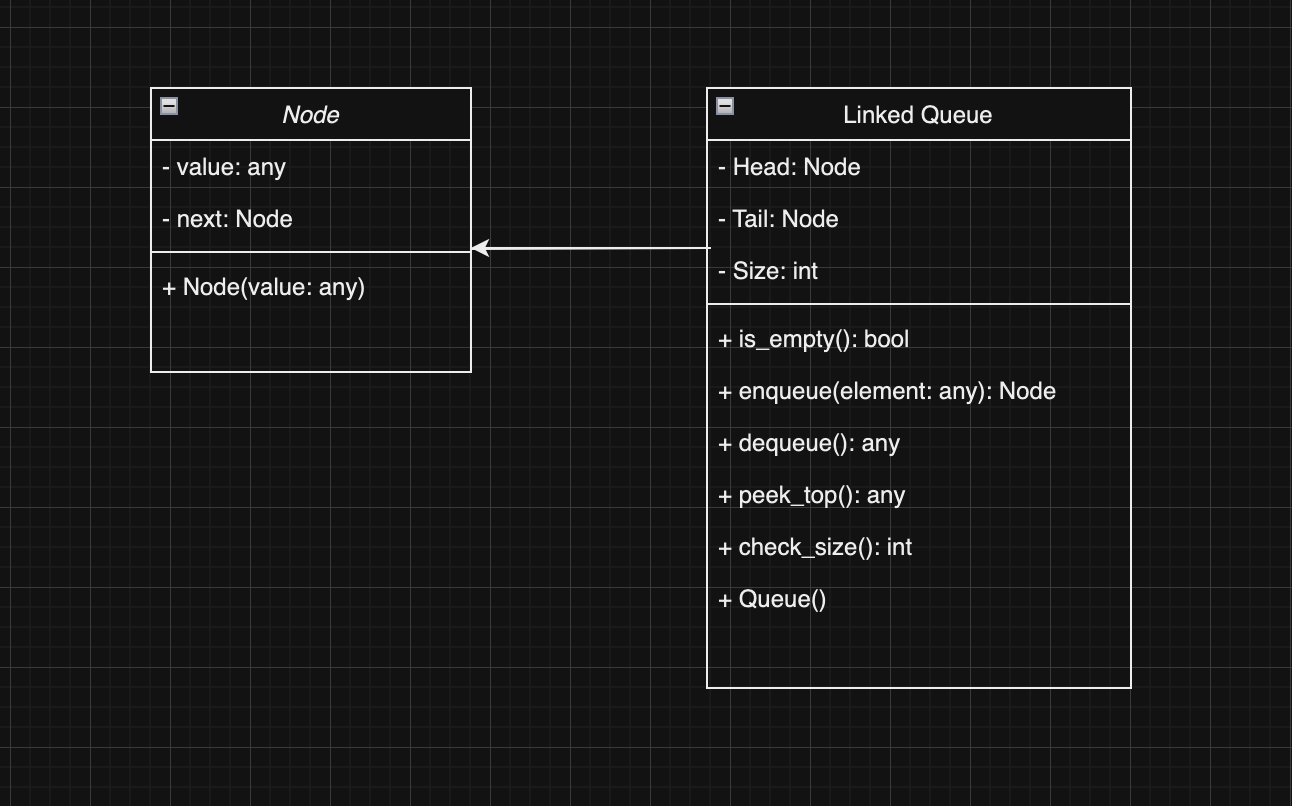 Node
- value: any
- next: Node
+ Node(value: any)
Linked Queue
- Head: Node
- Tail: Node
- Size: int
+ is_empty(): bool
+ enqueue(element: any): Node
+ dequeue(): any
+ peek_top(): any
+ check_size(): int
+ Queue()